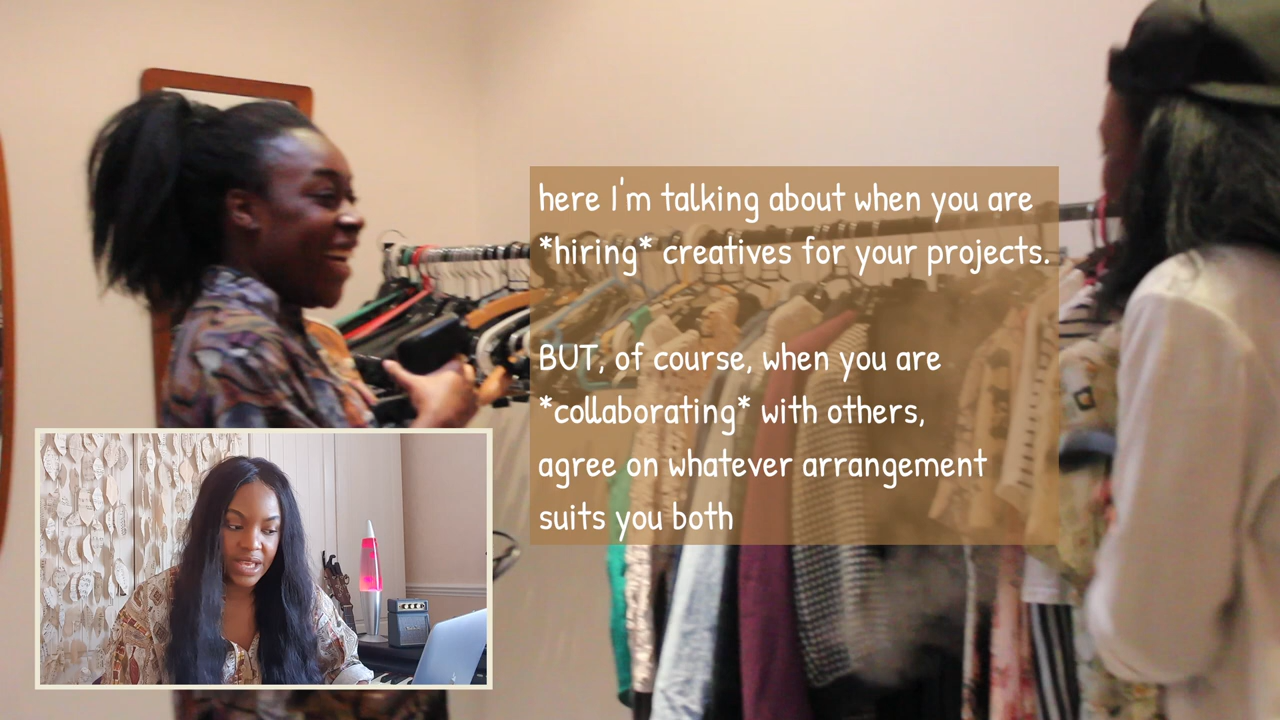 here I'm talking about when you are
*hiring* creatives for your projects.
BUT, of course, when you are
*collaborating* with others,
agree on whatever arrangement
suits you both